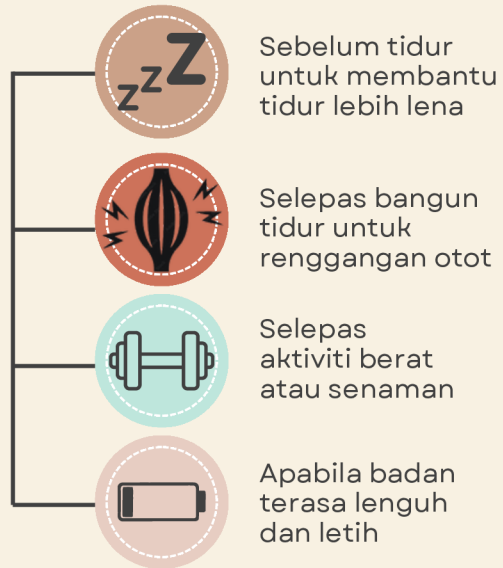 zzZ
Sebelum tidur
untuk membantu
tidur lebih lena
Selepas bangun
tidur untuk
renggangan otot
Selepas
aktiviti berat
atau senaman
Apabila badan
terasa lenguh
dan letih